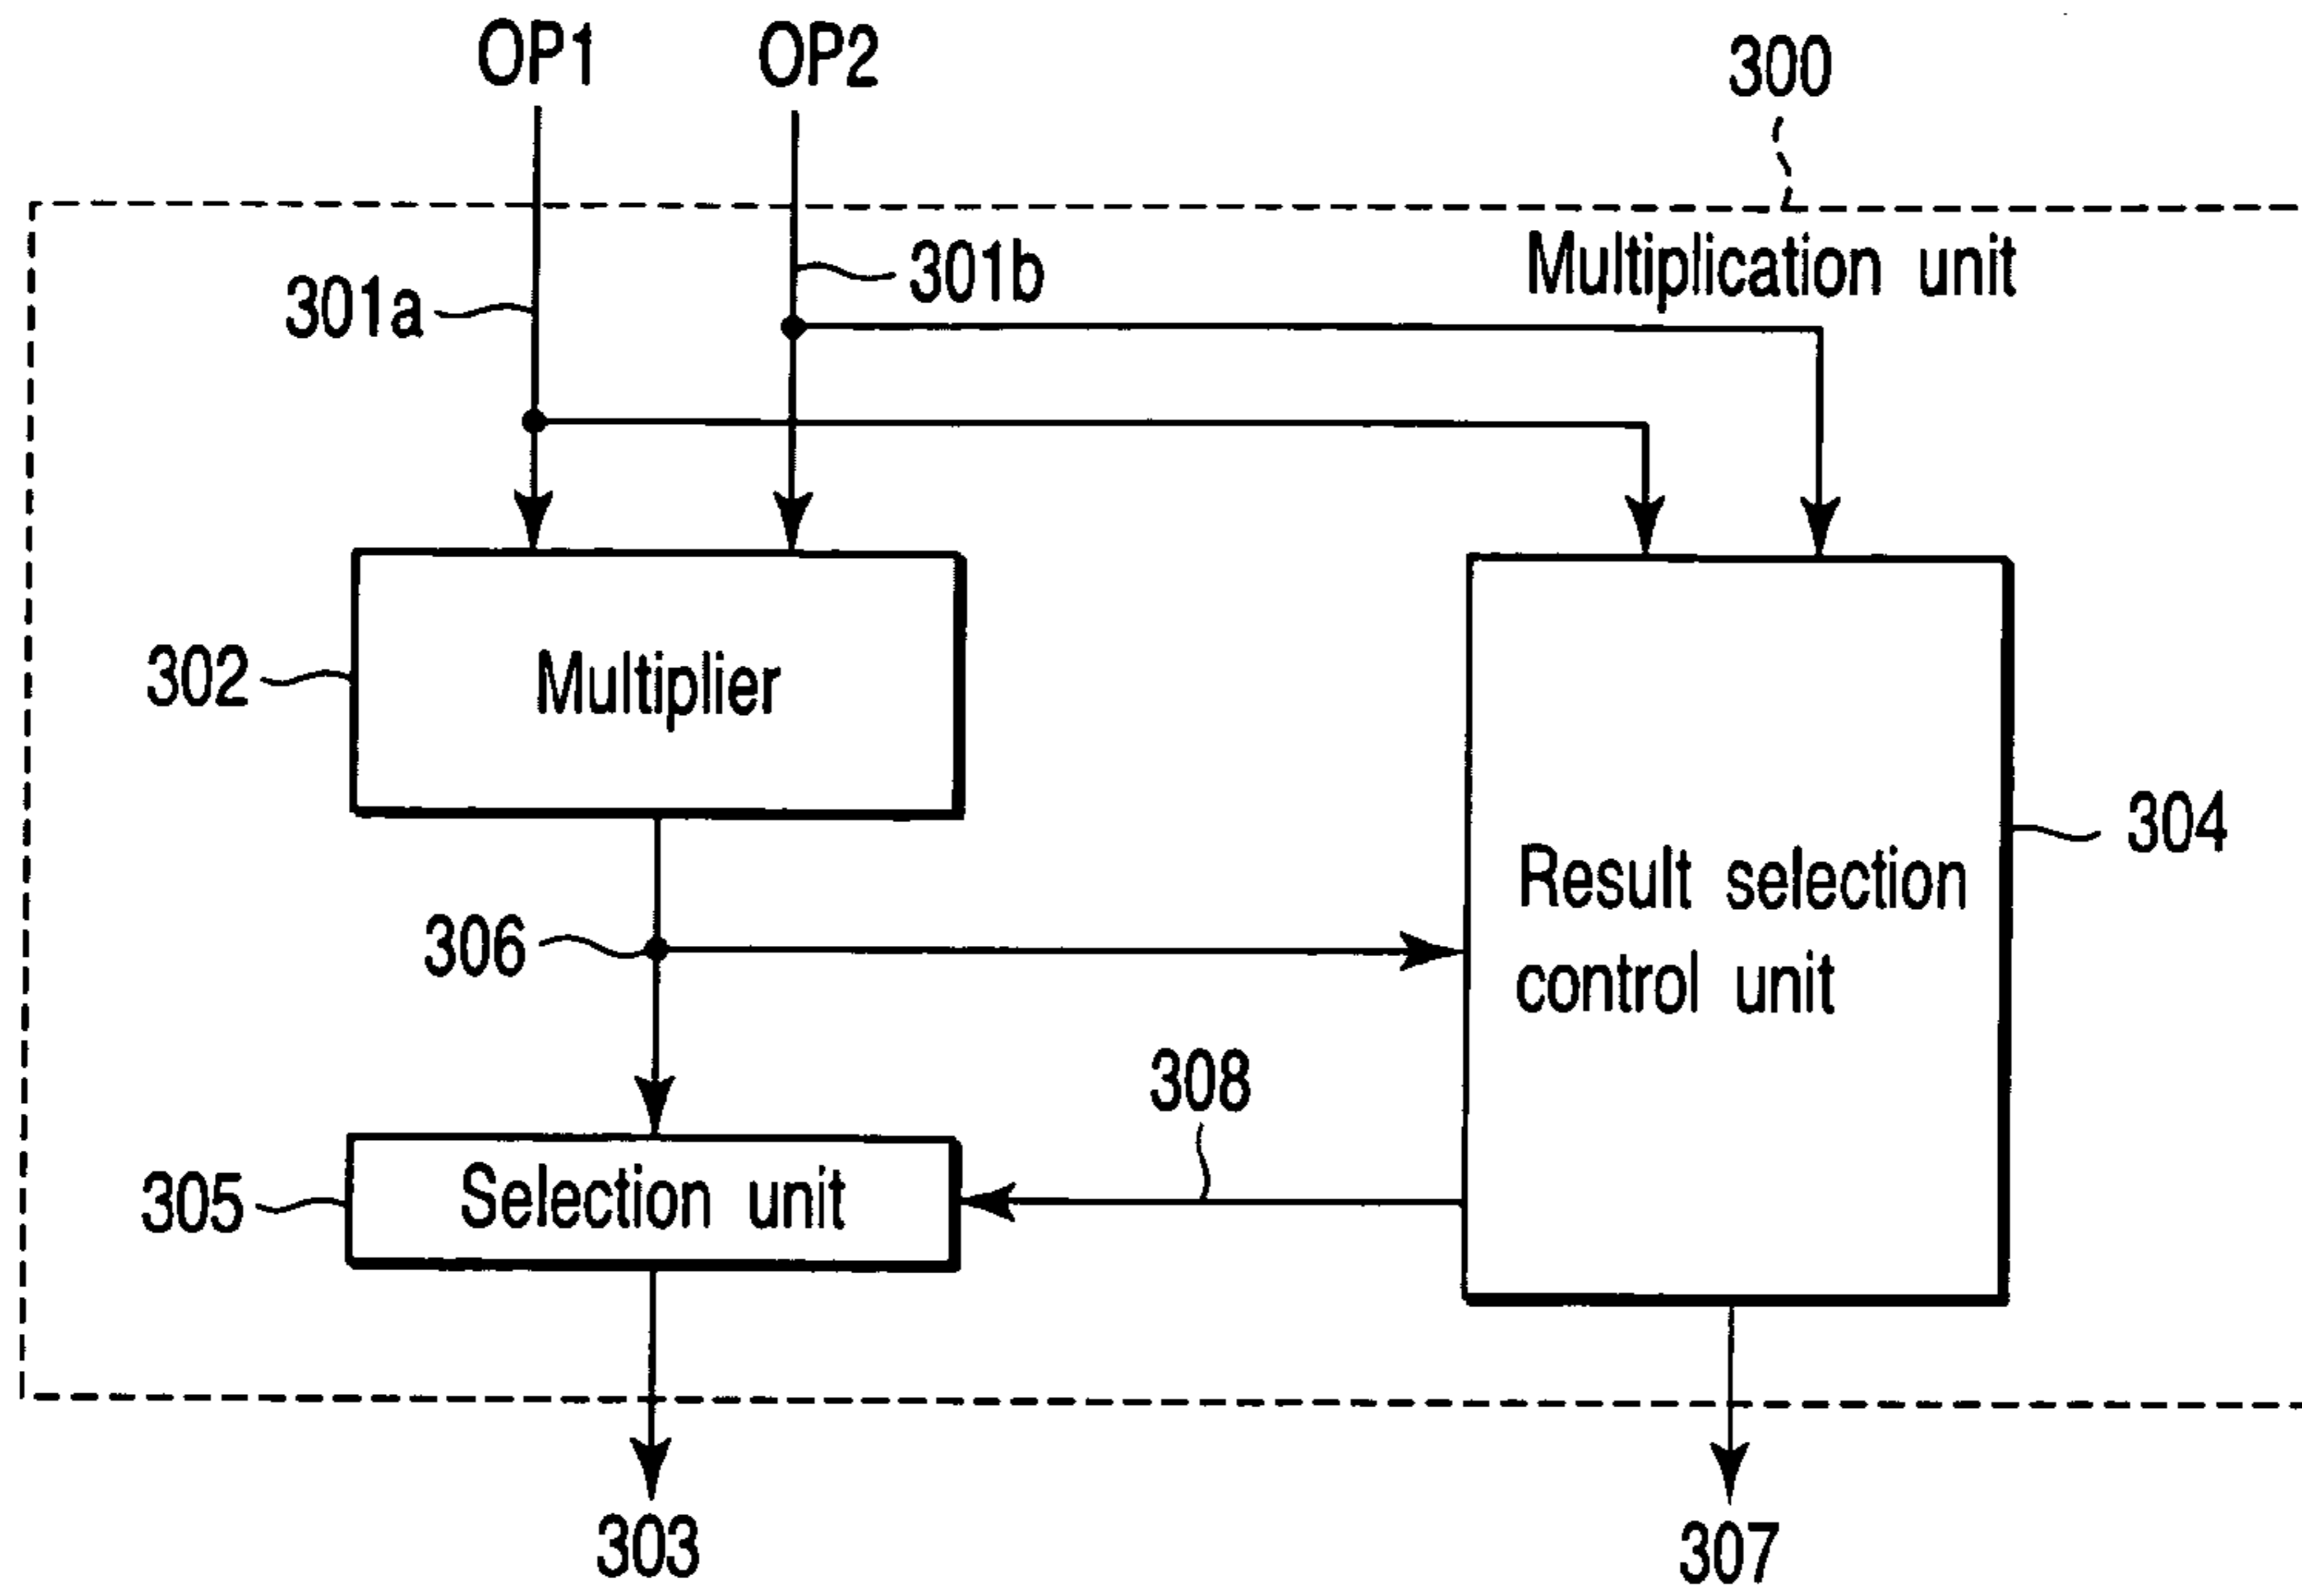 OP1
OP2
300
301a
301b
Multiplication unit
302
Multiplier
304
Result selection
control unit
306
308
305
Selection unit
303
307